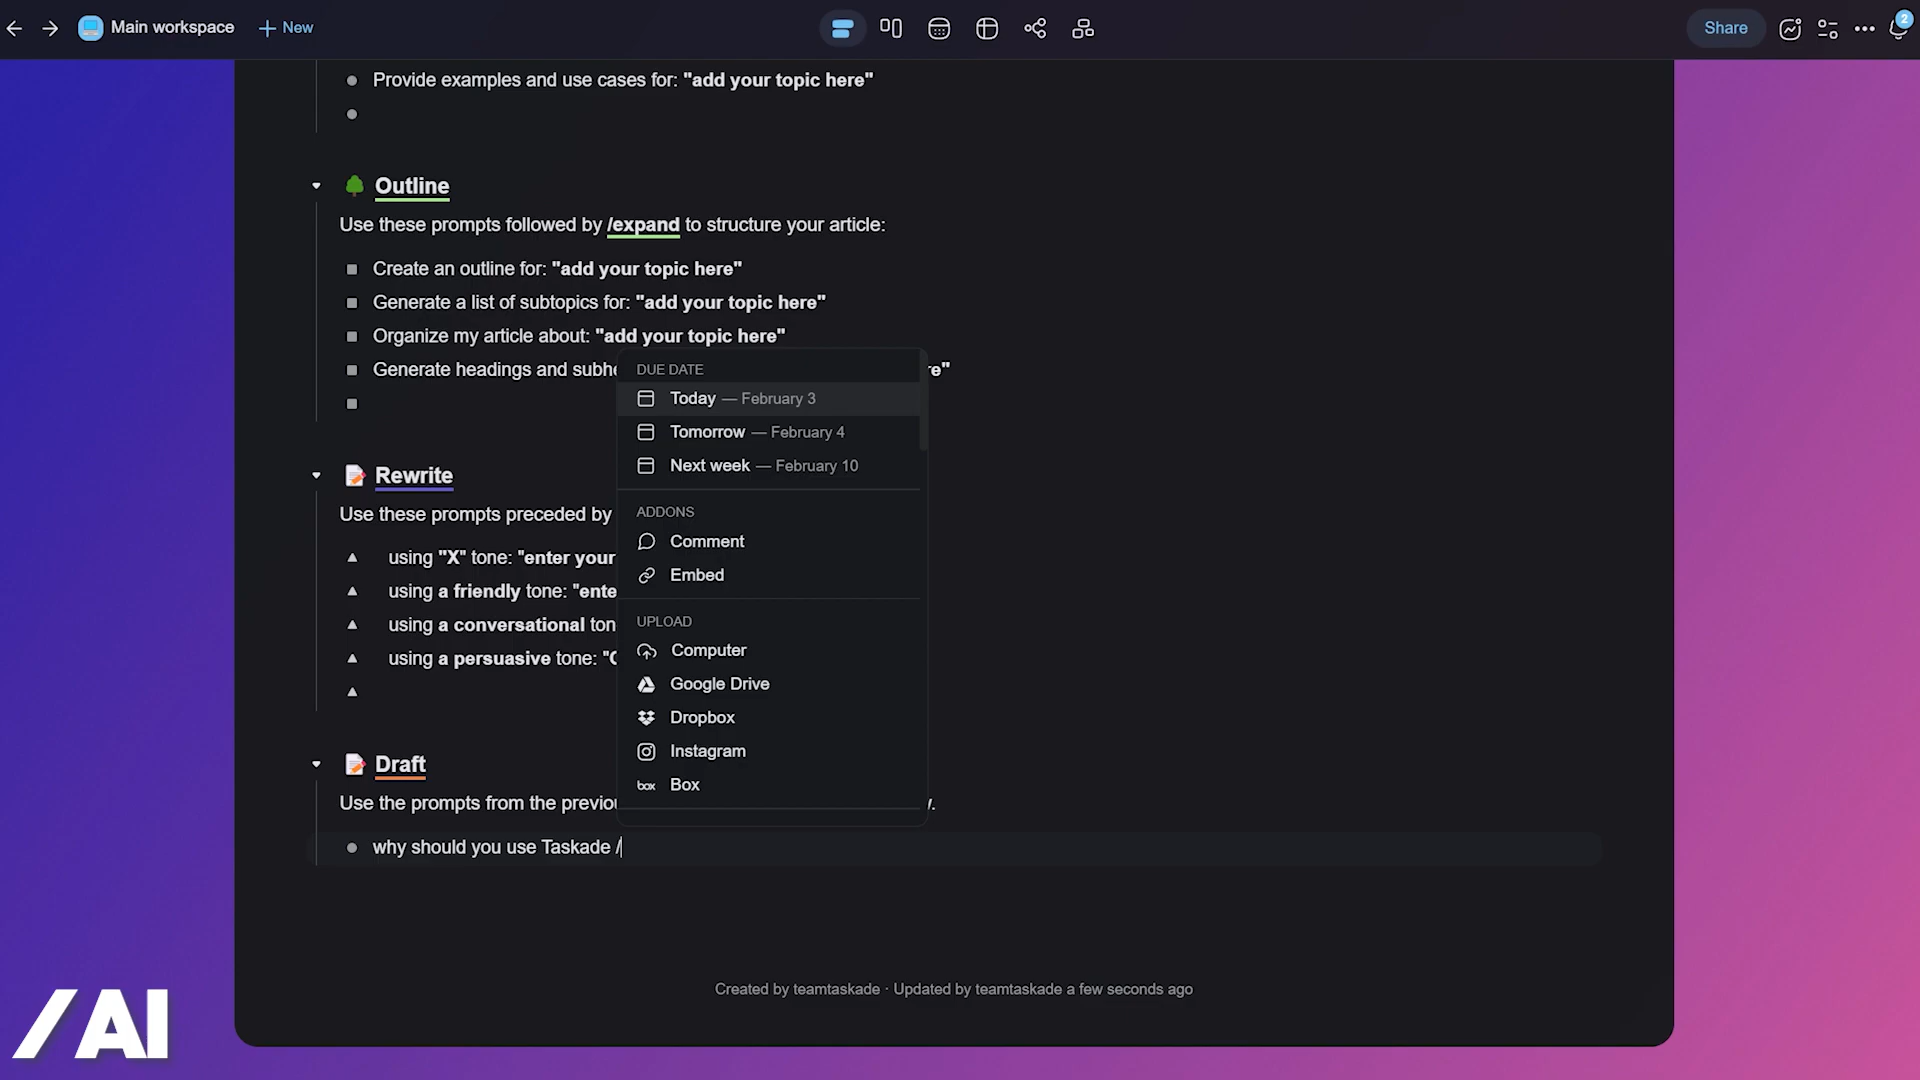 Main workspace
New
Share
2
Provide examples and use cases for: "add your topic here"
Outline
Use these prompts followed by /expand to structure your article:
Create an outline for: "add your topic here"
Generate a list of subtopics for: "add your topic here"
Organize my article about: "add your topic here"
Generate headings and subhe
e"
DUE DATE
Today — February 3
Tomorrow — February 4
Next week — February 10
ADDONS
Comment
Embed
UPLOAD
Computer
Google Drive
Dropbox
Instagram
box Box
Rewrite
Use these prompts preceded by
using "X" tone: "enter your
using a friendly tone: "ente
using a conversational ton
using a persuasive tone: "
Draft
Use the prompts from the previou
why should you use Taskade /
Created by teamtaskade · Updated by teamtaskade a few seconds ago
/AI